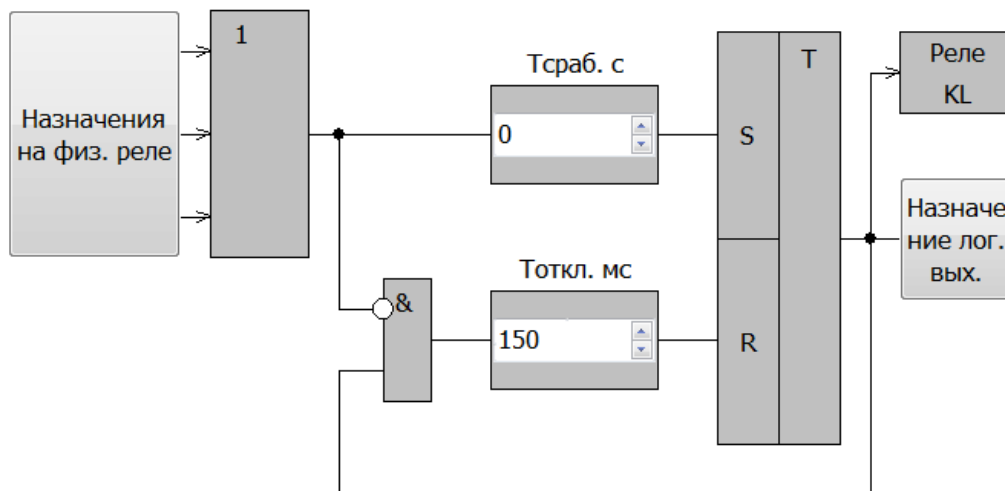 Назначения
на физ. реле
1
Тсраб. с
0
S
T
Реле
KL
Назначе
ние лог.
вых.
&
Тоткл. мс
150
R